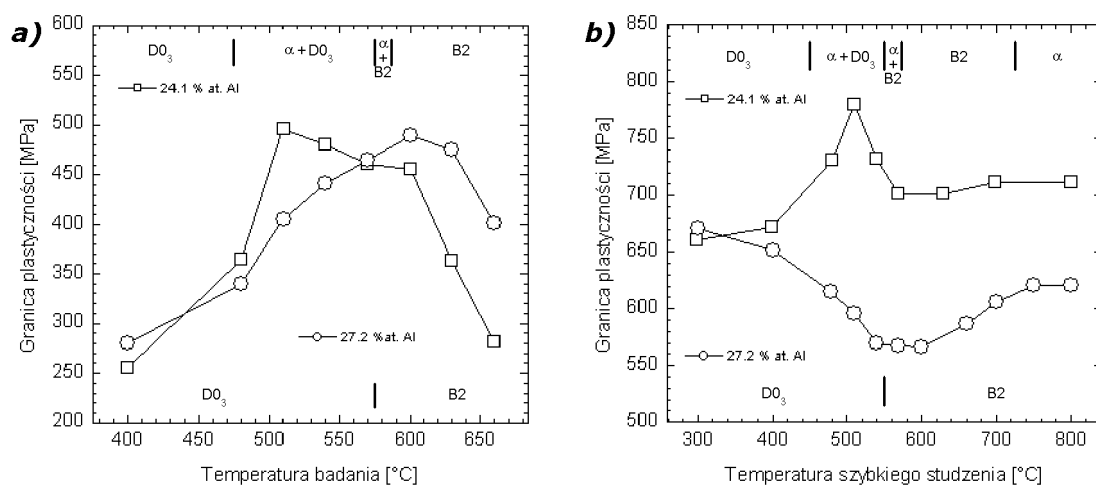 a)
Granica plastyczności [MPa]
600
550
500
450
400
350
300
250
200
D0₃
α + D0₃
α
+
B2
B2
24.1 % at. Al
27.2 %at. Al
D0₃
B2
400 450 500 550 600 650
Temperatura badania [°C]
b)
Granica plastyczności [MPa]
850
800
750
700
650
600
550
500
D0₃
α + D0₃
α
+
B2
B2
α
24.1 % at. Al
27.2 % at. Al
D0₃
B2
300 400 500 600 700 800
Temperatura szybkiego studzenia [°C]